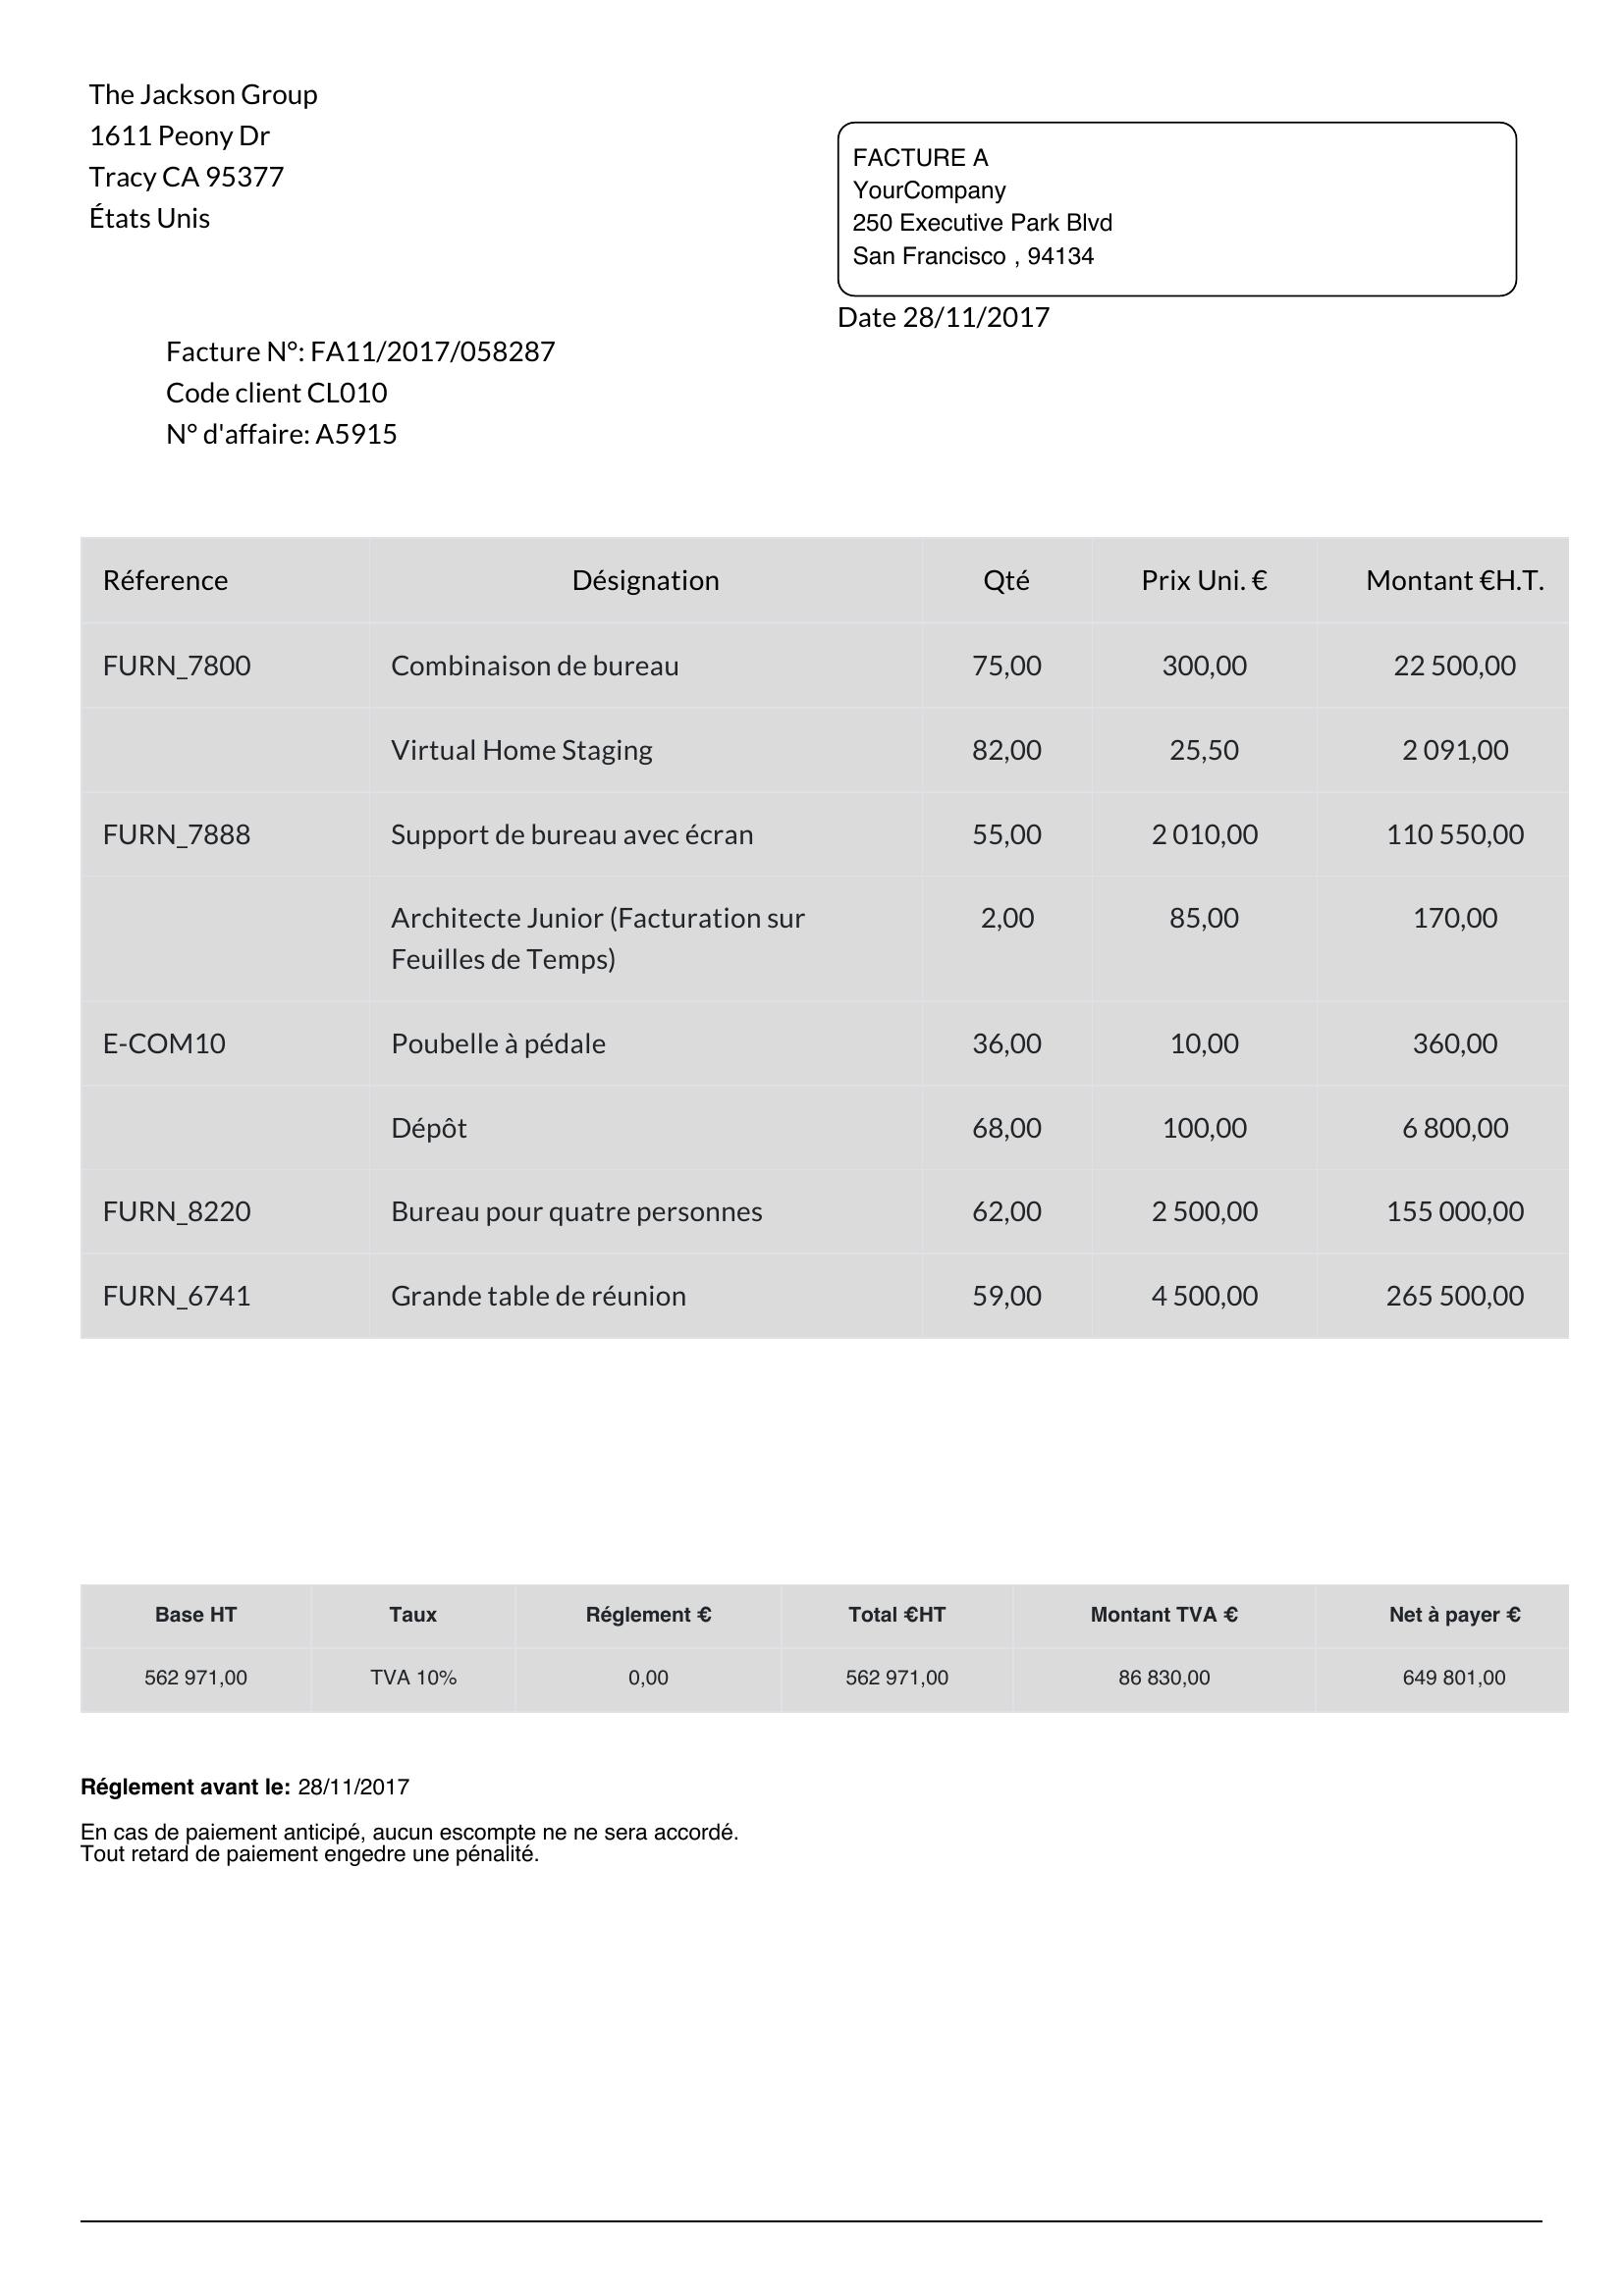 The Jackson Group
1611 Peony Dr
Tracy CA 95377
États Unis
FACTURE A
YourCompany
250 Executive Park Blvd
San Francisco , 94134
Date 28/11/2017
Facture N°: FA11/2017/058287
Code client CL010
N° d'affaire: A5915
Réference Désignation Qté Prix Uni. € Montant €H.T.
FURN_7800 Combinaison de bureau 75,00 300,00 22 500,00
Virtual Home Staging 82,00 25,50 2 091,00
FURN_7888 Support de bureau avec écran 55,00 2 010,00 110 550,00
Architecte Junior (Facturation sur 2,00 85,00 170,00
Feuilles de Temps)
E-COM10 Poubelle à pédale 36,00 10,00 360,00
Dépôt 68,00 100,00 6 800,00
FURN_8220 Bureau pour quatre personnes 62,00 2 500,00 155 000,00
FURN_6741 Grande table de réunion 59,00 4 500,00 265 500,00
Base HT Taux Réglement € Total €HT Montant TVA € Net à payer €
562 971,00 TVA 10% 0,00 562 971,00 86 830,00 649 801,00
Réglement avant le: 28/11/2017
En cas de paiement anticipé, aucun escompte ne ne sera accordé.
Tout retard de paiement engedre une pénalité.